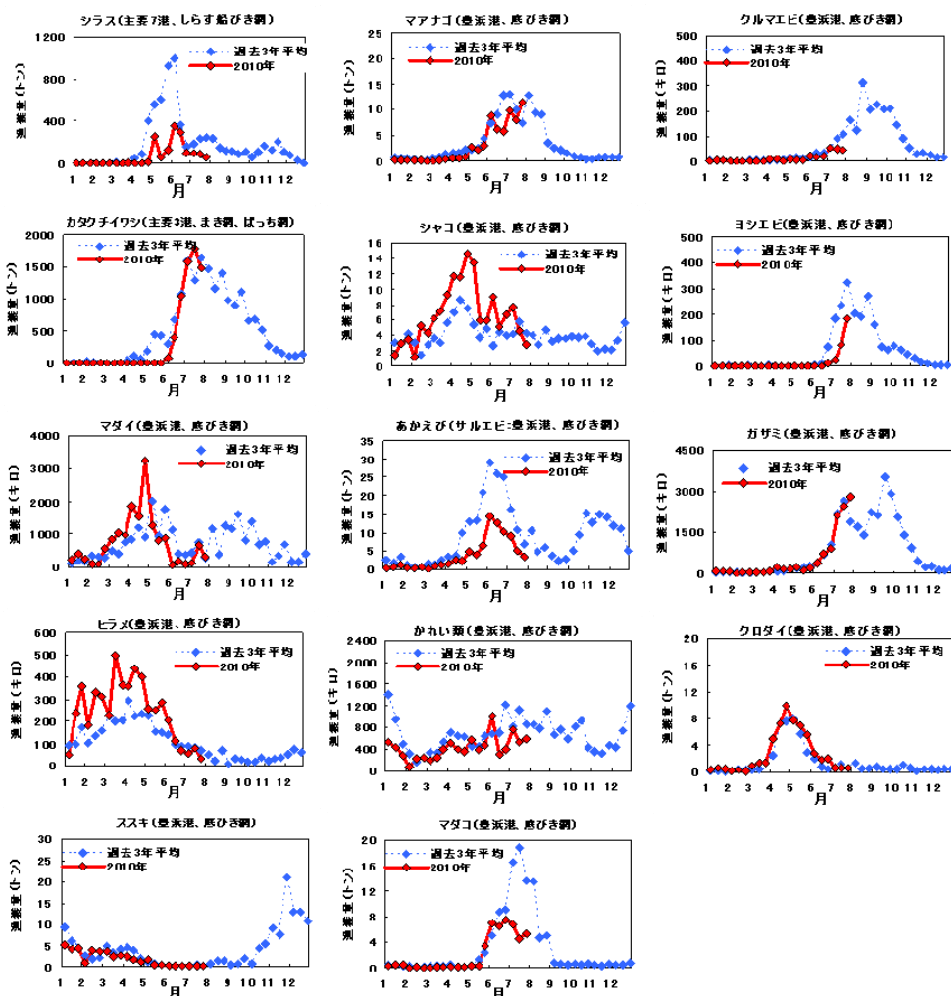 シラス(主要7港、しらす船びき網)
漁獲量(トン)
1200
800
400
0
過去3年平均
2010年
1 2 3 4 5 6 7 8 9 10 11 12
月
マアナゴ(豊浜港、底びき網)
漁獲量(トン)
25
20
15
10
5
0
過去3年平均
2010年
1 2 3 4 5 6 7 8 9 10 11 12
月
クルマエビ(豊浜港、底びき網)
漁獲量(キロ)
500
400
300
200
100
0
過去3年平均
2010年
1 2 3 4 5 6 7 8 9 10 11 12
月
カタクチイワシ(主要3港、まき網、ばっち網)
漁獲量(トン)
2000
1500
1000
500
0
過去3年平均
2010年
1 2 3 4 5 6 7 8 9 10 11 12
月
シャコ(豊浜港、底びき網)
漁獲量(トン)
16
14
12
10
8
6
4
2
0
過去3年平均
2010年
1 2 3 4 5 6 7 8 9 10 11 12
月
ヨシエビ(豊浜港、底びき網)
漁獲量(キロ)
500
400
300
200
100
0
過去3年平均
2010年
1 2 3 4 5 6 7 8 9 10 11 12
月
マダイ(豊浜港、底びき網)
漁獲量(キロ)
4000
3000
2000
1000
0
過去3年平均
2010年
1 2 3 4 5 6 7 8 9 10 11 12
月
あかえび(サルエビ:豊浜港、底びき網)
漁獲量(トン)
35
30
25
20
15
10
5
0
過去3年平均
2010年
1 2 3 4 5 6 7 8 9 10 11 12
月
ガザミ(豊浜港、底びき網)
漁獲量(キロ)
4500
3000
1500
0
過去3年平均
2010年
1 2 3 4 5 6 7 8 9 10 11 12
月
ヒラメ(豊浜港、底びき網)
漁獲量(キロ)
600
500
400
300
200
100
0
過去3年平均
2010年
1 2 3 4 5 6 7 8 9 10 11 12
月
かれい類(豊浜港、底びき網)
漁獲量(キロ)
2400
2000
1600
1200
800
400
0
過去3年平均
2010年
1 2 3 4 5 6 7 8 9 10 11 12
月
クロダイ(豊浜港、底びき網)
漁獲量(トン)
20
16
12
8
4
0
過去3年平均
2010年
1 2 3 4 5 6 7 8 9 10 11 12
月
スズキ(豊浜港、底びき網)
漁獲量(トン)
30
25
20
15
10
5
0
過去3年平均
2010年
1 2 3 4 5 6 7 8 9 10 11 12
月
マダコ(豊浜港、底びき網)
漁獲量(トン)
20
16
12
8
4
0
過去3年平均
2010年
1 2 3 4 5 6 7 8 9 10 11 12
月